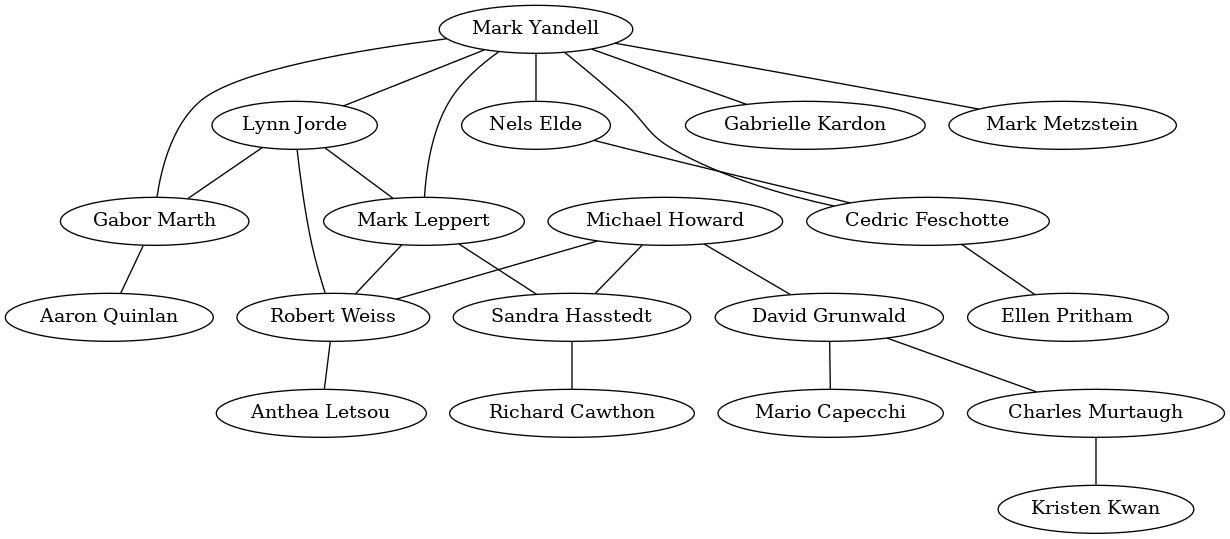 Mark Yandell
Lynn Jorde
Nels Elde
Gabrielle Kardon
Mark Metzstein
Gabor Marth
Mark Leppert
Michael Howard
Cedric Feschotte
Aaron Quinlan
Robert Weiss
Sandra Hasstedt
David Grunwald
Ellen Pritham
Anthea Letsou
Richard Cawthon
Mario Capecchi
Charles Murtaugh
Kristen Kwan